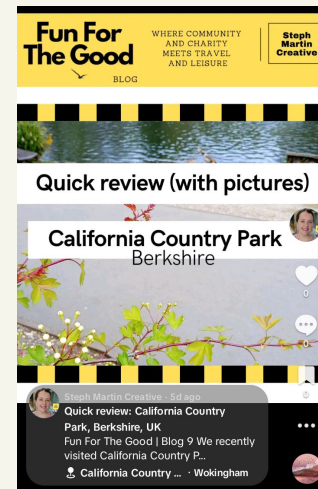 Fun For
The Good
BLOG
WHERE COMMUNITY
AND CHARITY
MEETS TRAVEL
AND LEISURE
Steph
Martin
Creative
Quick review (with pictures)
California Country Park
Berkshire
0
0
0
Steph Martin Creative · 5d ago
Quick review: California Country
Park, Berkshire, UK
Fun For The Good | Blog 9 We recently
visited California Country P...
California Country ... · Wokingham